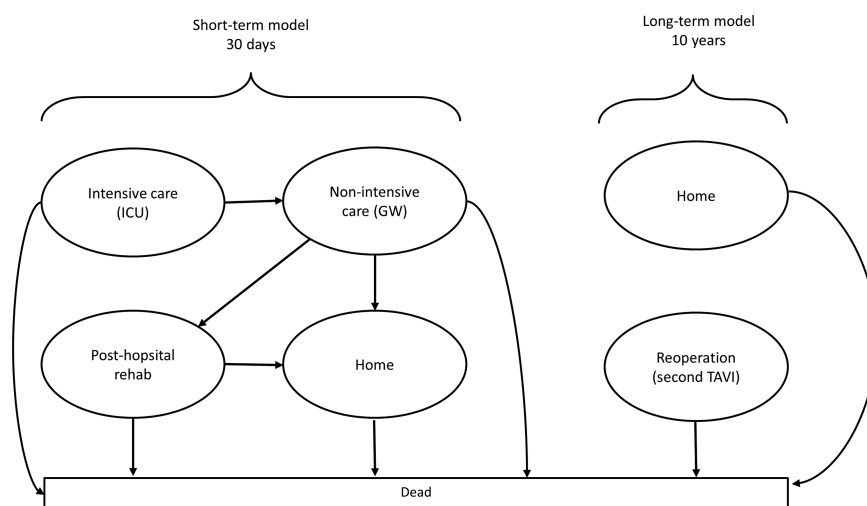 Short-term model
30 days
Long-term model
10 years
Intensive care
(ICU)
Non-intensive
care (GW)
Home
Post-hopsital
rehab
Home
Reoperation
(second TAVI)
Dead